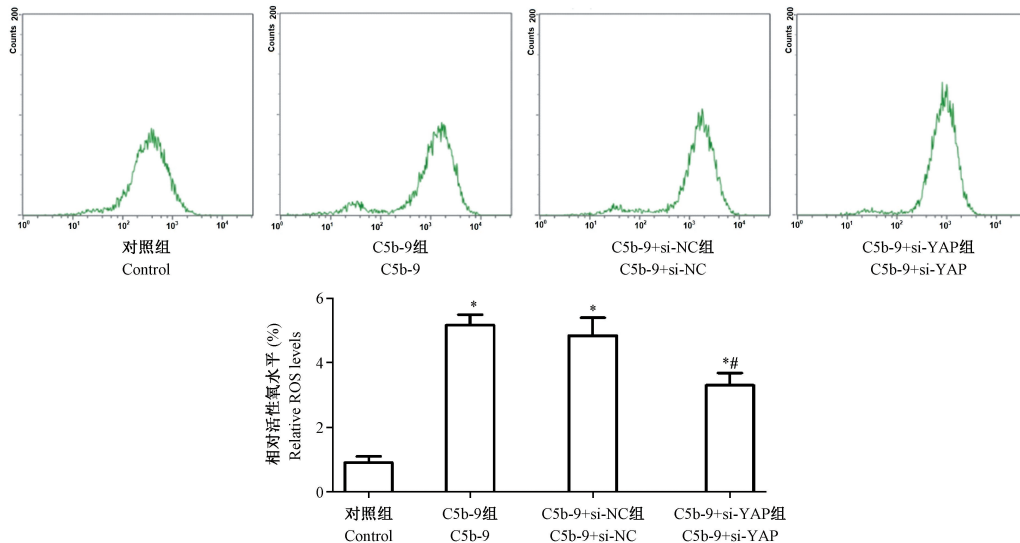 Counts 200
10⁰ 10¹ 10² 10³ 10⁴
对照组
Control
Counts 200
10⁰ 10¹ 10² 10³ 10⁴
C5b-9组
C5b-9
Counts 200
10⁰ 10¹ 10² 10³ 10⁴
C5b-9+si-NC组
C5b-9+si-NC
Counts 200
10⁰ 10¹ 10² 10³ 10⁴
C5b-9+si-YAP组
C5b-9+si-YAP
相对活性氧水平 (%)
Relative ROS levels
6
4
2
0
*
*
*#
对照组 C5b-9组 C5b-9+si-NC组 C5b-9+si-YAP组
Control C5b-9 C5b-9+si-NC C5b-9+si-YAP